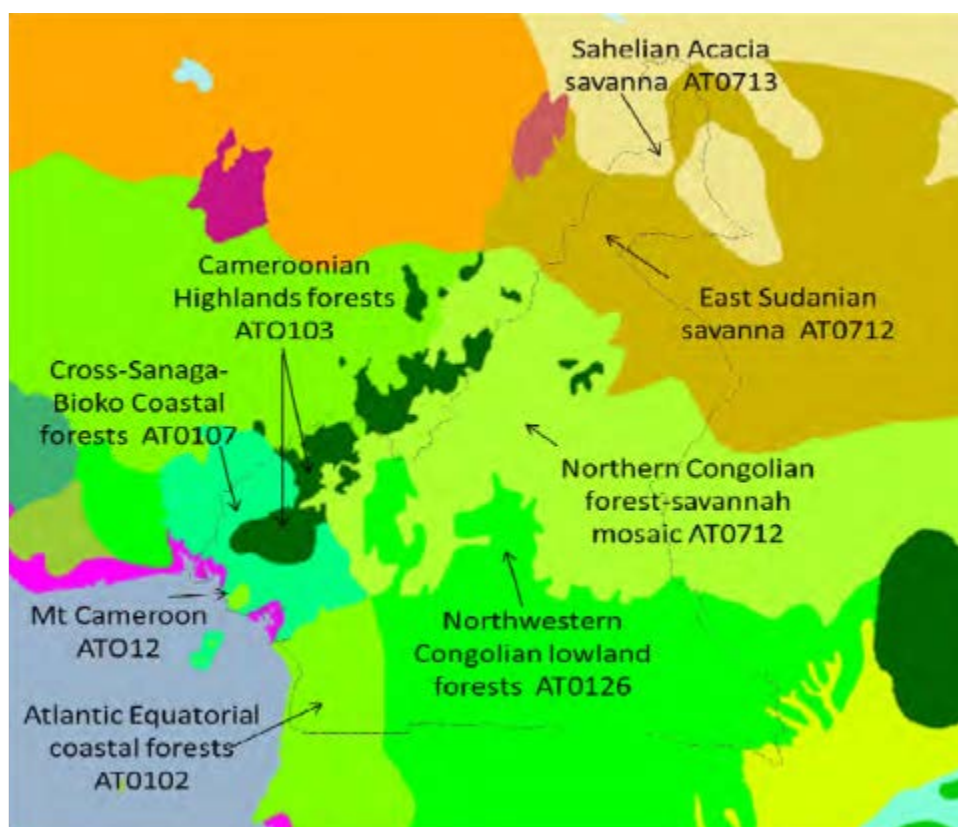 Sahelian Acacia
savanna AT0713
Cameroonian
Highlands forests
ATO103
East Sudanian
savanna AT0712
Cross-Sanaga-
Bioko Coastal
forests AT0107
Northern Congolian
forest-savannah
mosaic AT0712
Mt Cameroon
ATO12
Northwestern
Congolian lowland
forests AT0126
Atlantic Equatorial
coastal forests
AT0102